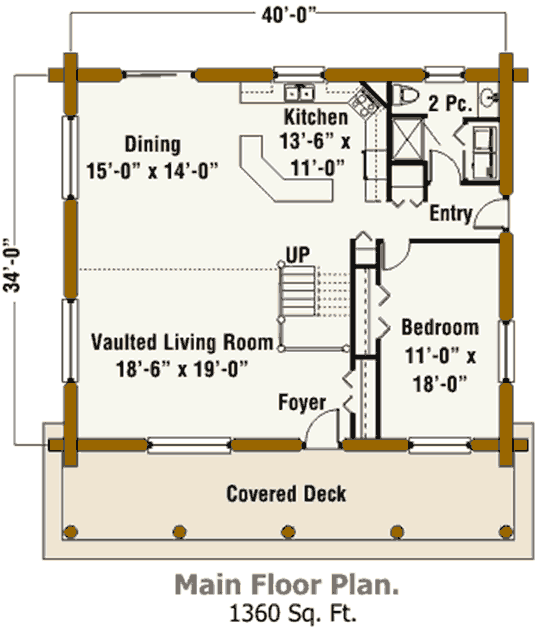 40'-0"
Kitchen
13'-6" x
11'-0"
2 Pc.
Dining
15'-0" x 14'-0"
Entry
34'-0"
UP
Vaulted Living Room
18'-6" x 19'-0"
Bedroom
11'-0" x
18'-0"
Foyer
Covered Deck
Main Floor Plan.
1360 Sq. Ft.